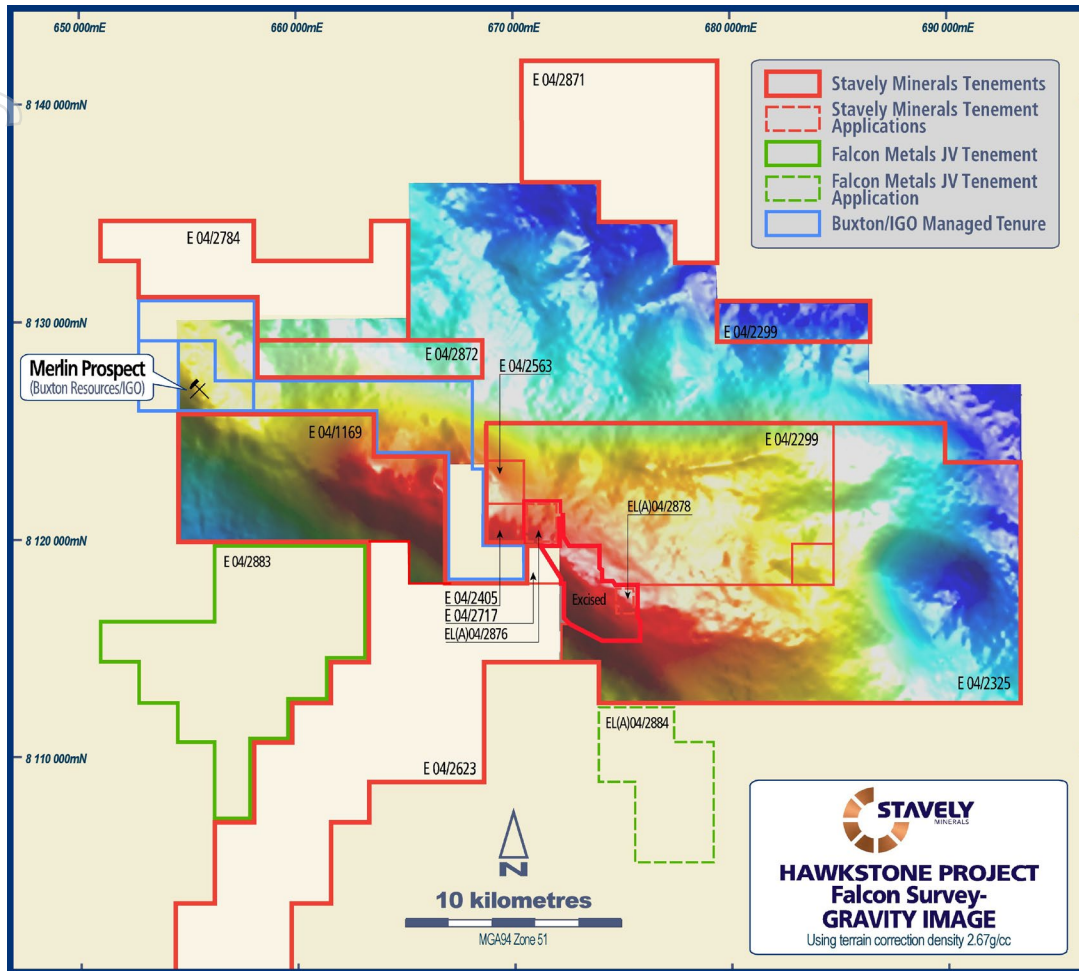 650 000mE
660 000mE
670 000mE
680 000mE
690 000mE
8 140 000mN
8 130 000mN
8 120 000mN
8 110 000mN
Stavely Minerals Tenements
Stavely Minerals Tenement
Applications
Falcon Metals JV Tenement
Falcon Metals JV Tenement
Application
Buxton/IGO Managed Tenure
E 04/2871
E 04/2784
E 04/2299
E 04/2872
E 04/2563
Merlin Prospect
(Buxton Resources/IGO)
E 04/1169
E 04/2299
EL(A)04/2878
E 04/2883
Excised
E 04/2405
E 04/2717
EL(A)04/2876
E 04/2325
EL(A)04/2884
E 04/2623
N
10 kilometres
MGA94 Zone 51
STAVELY
MINERALS
HAWKSTONE PROJECT
Falcon Survey-
GRAVITY IMAGE
Using terrain correction density 2.67g/cc